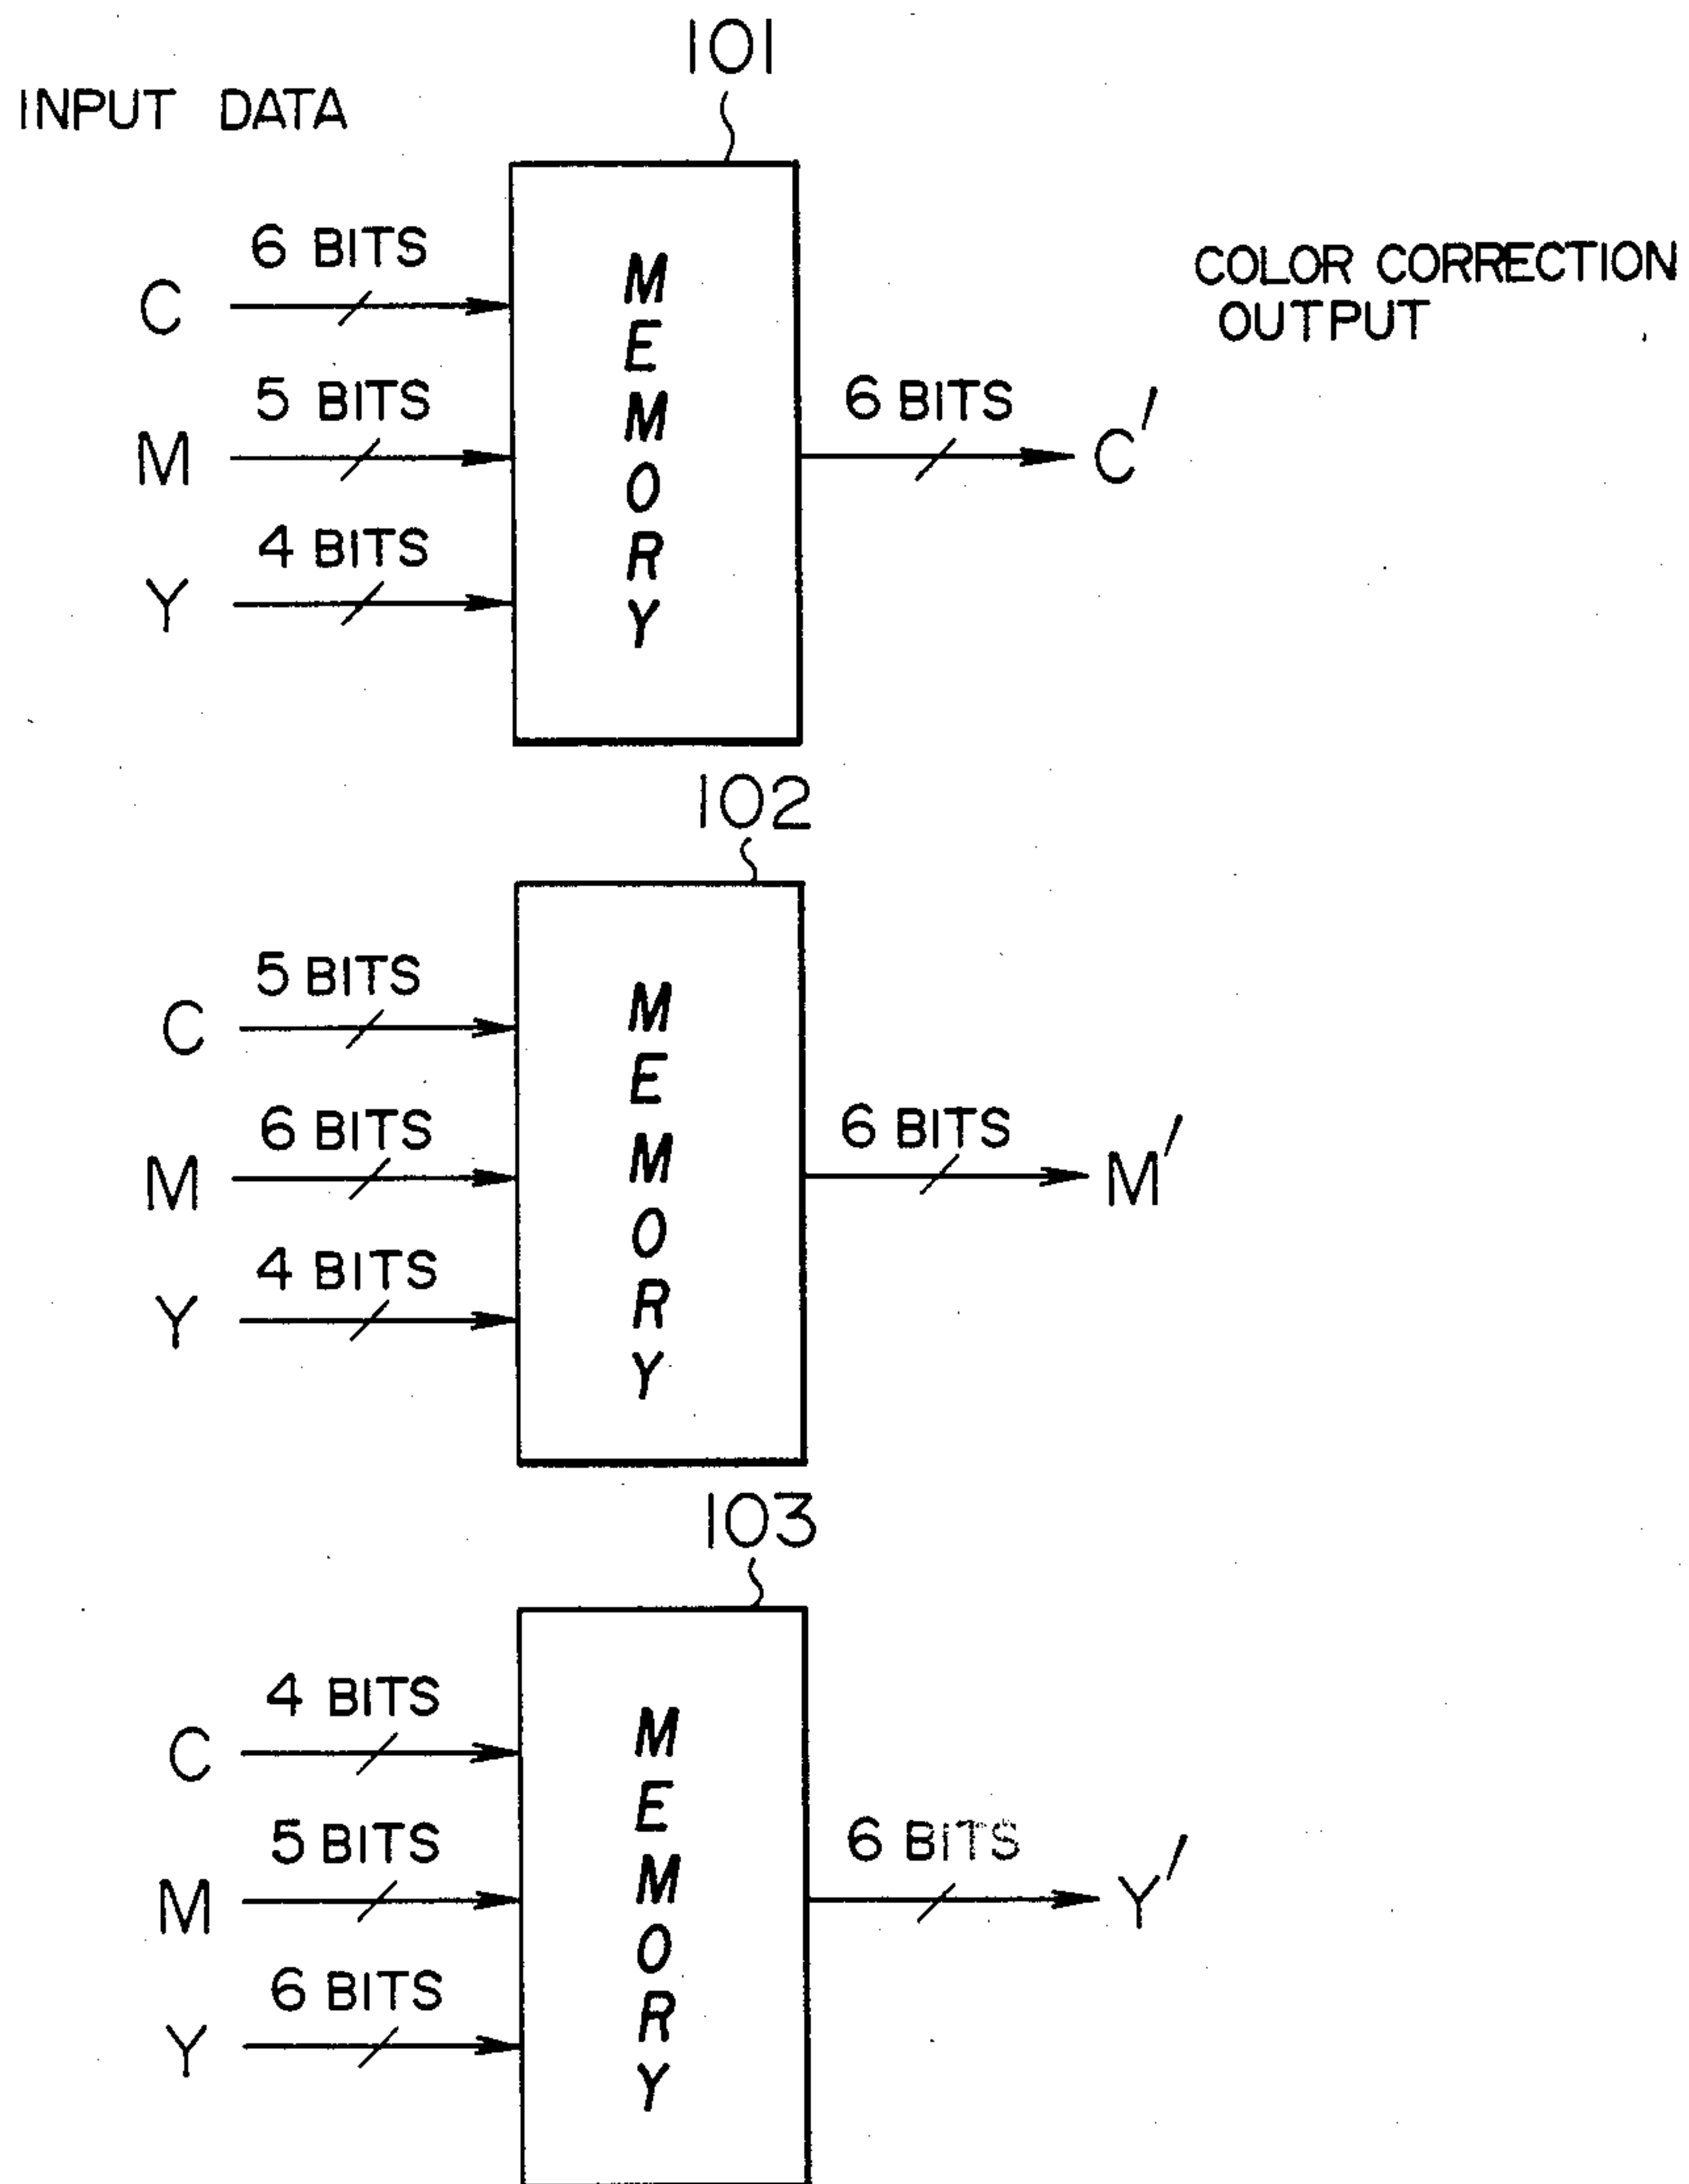 101
INPUT DATA
6 BITS
C
5 BITS
M
4 BITS
Y
MEMORY
COLOR CORRECTION
OUTPUT
6 BITS
C'
102
5 BITS
C
6 BITS
M
4 BITS
Y
MEMORY
6 BITS
M'
103
4 BITS
C
5 BITS
M
6 BITS
Y
MEMORY
6 BITS
Y'